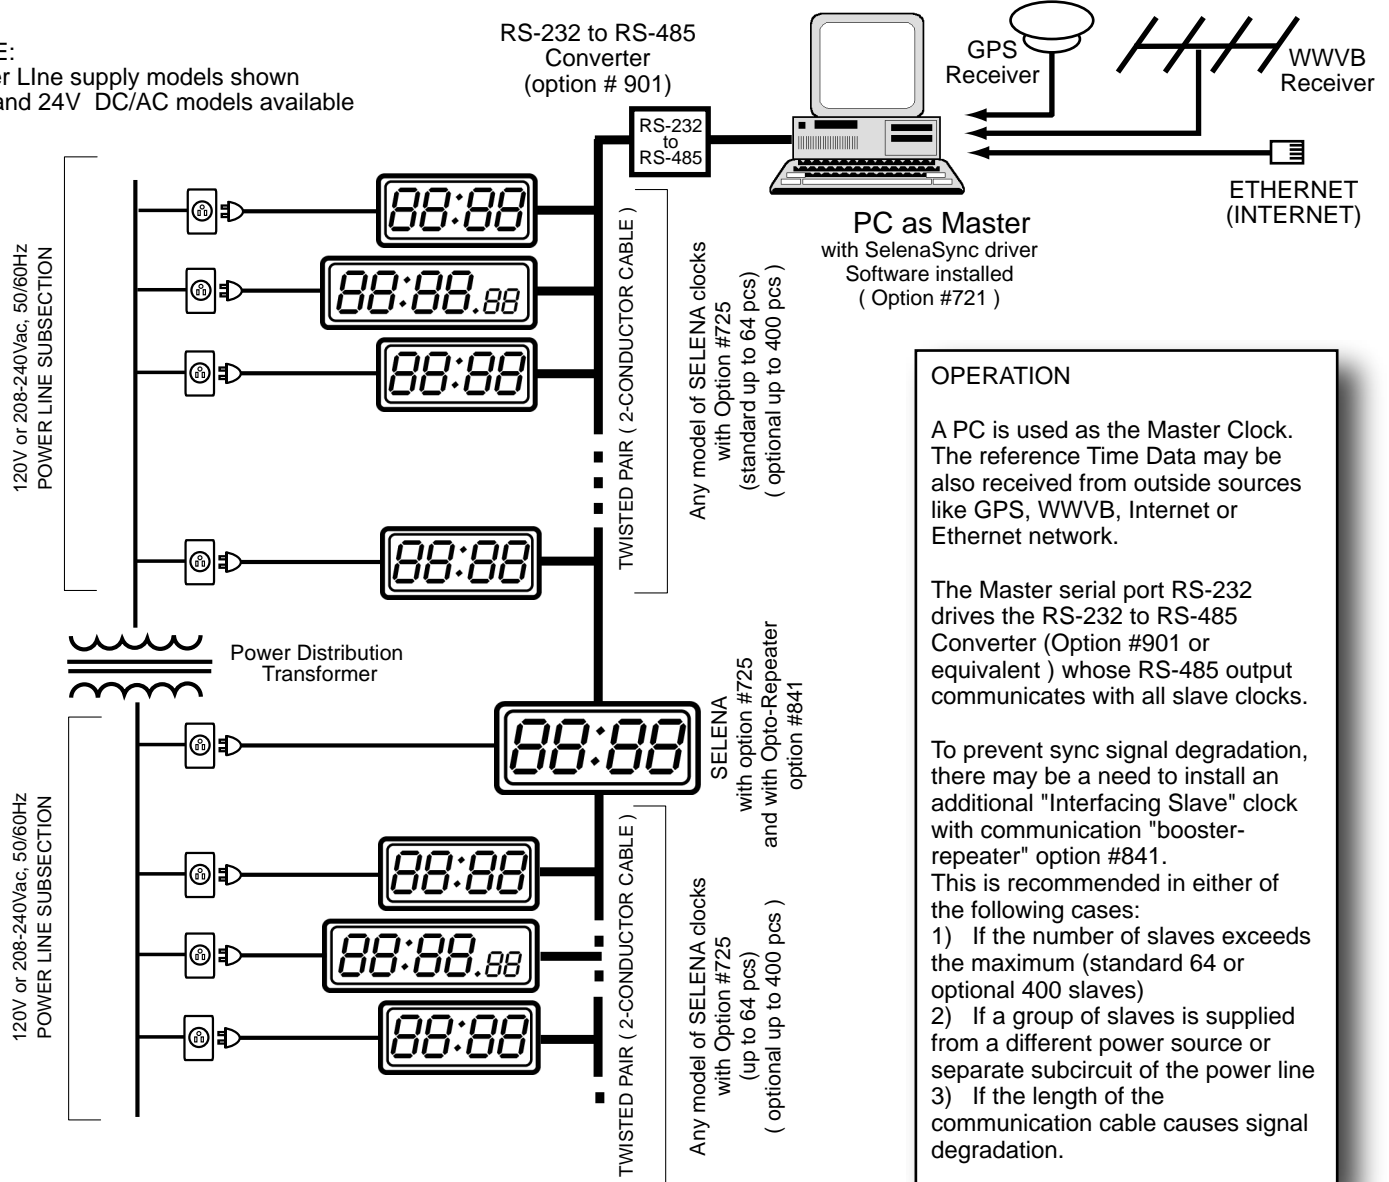 E:
er LIne supply models shown
and 24V DC/AC models available
RS-232 to RS-485
Converter
(option # 901)
RS-232
to
RS-485
GPS
Receiver
WWVB
Receiver
ETHERNET
(INTERNET)
PC as Master
with SelenaSync driver
Software installed
( Option #721 )
120V or 208-240Vac, 50/60Hz
POWER LINE SUBSECTION
88:88
88:88.88
88:88
88:88
TWISTED PAIR ( 2-CONDUCTOR CABLE )
Any model of SELENA clocks
with Option #725
(standard up to 64 pcs)
( optional up to 400 pcs )
Power Distribution
Transformer
88:88
SELENA
with option #725
and with Opto-Repeater
option #841
120V or 208-240Vac, 50/60Hz
POWER LINE SUBSECTION
88:88
88:88.88
88:88
TWISTED PAIR ( 2-CONDUCTOR CABLE )
Any model of SELENA clocks
with Option #725
(up to 64 pcs)
( optional up to 400 pcs )
OPERATION
A PC is used as the Master Clock.
The reference Time Data may be
also received from outside sources
like GPS, WWVB, Internet or
Ethernet network.
The Master serial port RS-232
drives the RS-232 to RS-485
Converter (Option #901 or
equivalent ) whose RS-485 output
communicates with all slave clocks.
To prevent sync signal degradation,
there may be a need to install an
additional "Interfacing Slave" clock
with communication "booster-
repeater" option #841.
This is recommended in either of
the following cases:
1) If the number of slaves exceeds
the maximum (standard 64 or
optional 400 slaves)
2) If a group of slaves is supplied
from a different power source or
separate subcircuit of the power line
3) If the length of the
communication cable causes signal
degradation.